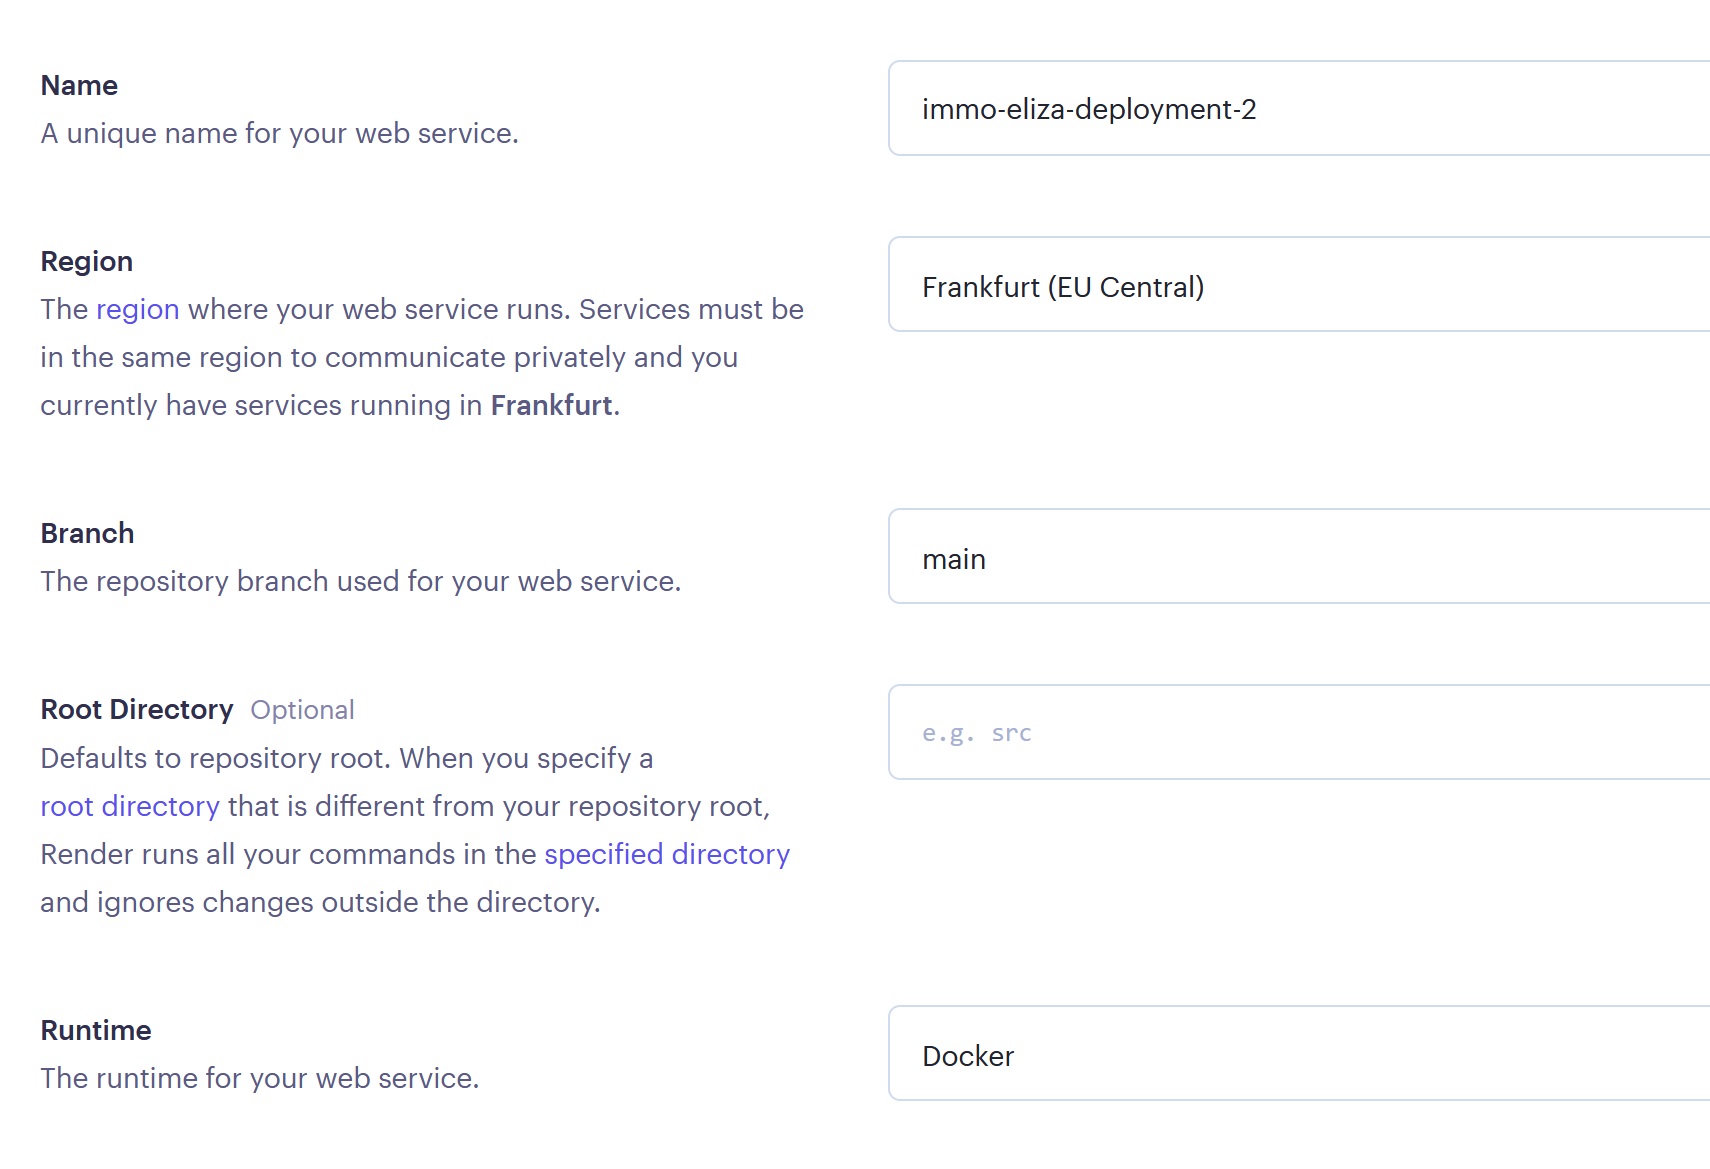 Name
A unique name for your web service.
immo-eliza-deployment-2
Region
The region where your web service runs. Services must be
in the same region to communicate privately and you
currently have services running in Frankfurt.
Frankfurt (EU Central)
Branch
The repository branch used for your web service.
main
Root Directory Optional
Defaults to repository root. When you specify a
root directory that is different from your repository root,
Render runs all your commands in the specified directory
and ignores changes outside the directory.
e.g. src
Runtime
The runtime for your web service.
Docker